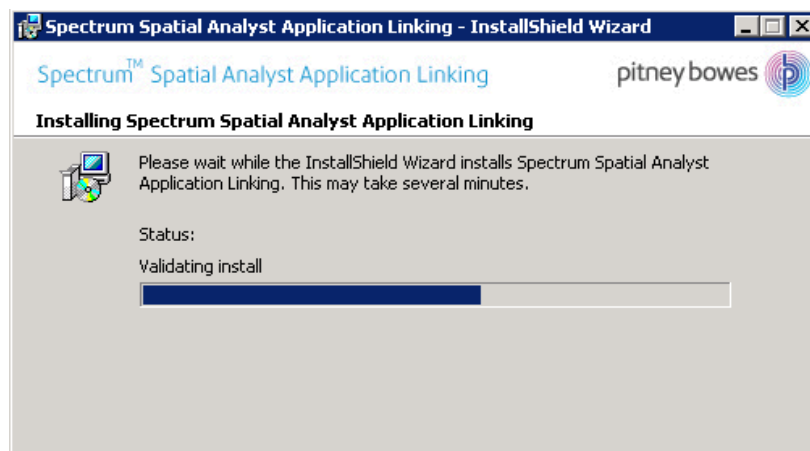 Spectrum Spatial Analyst Application Linking - InstallShield Wizard
Spectrum™ Spatial Analyst Application Linking
pitney bowes
Installing Spectrum Spatial Analyst Application Linking
Please wait while the InstallShield Wizard installs Spectrum Spatial Analyst
Application Linking. This may take several minutes.
Status:
Validating install